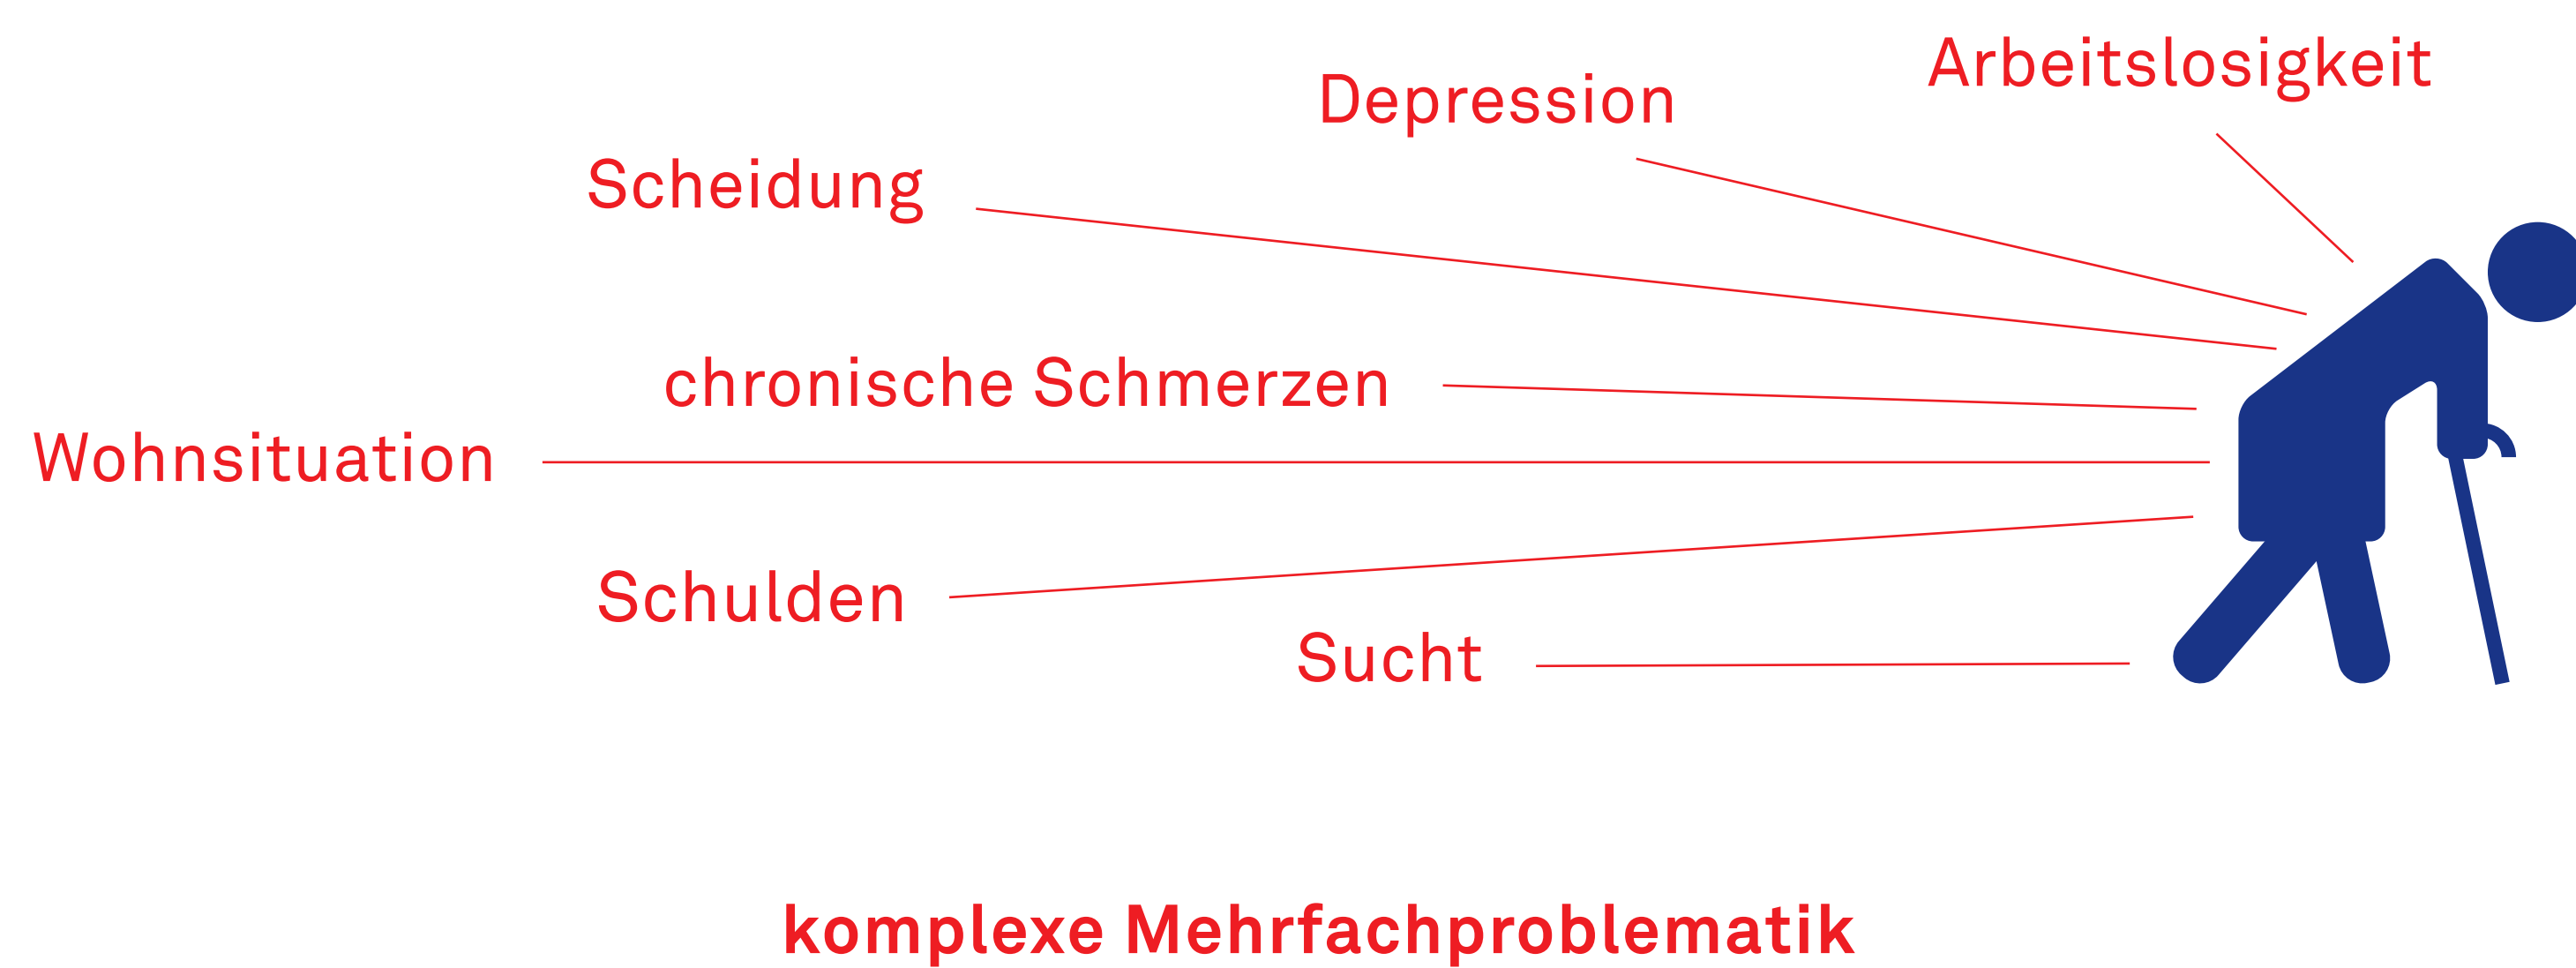 Arbeitslosigkeit
Depression
Scheidung
chronische Schmerzen
Wohnsituation
Schulden
Sucht
komplexe Mehrfachproblematik